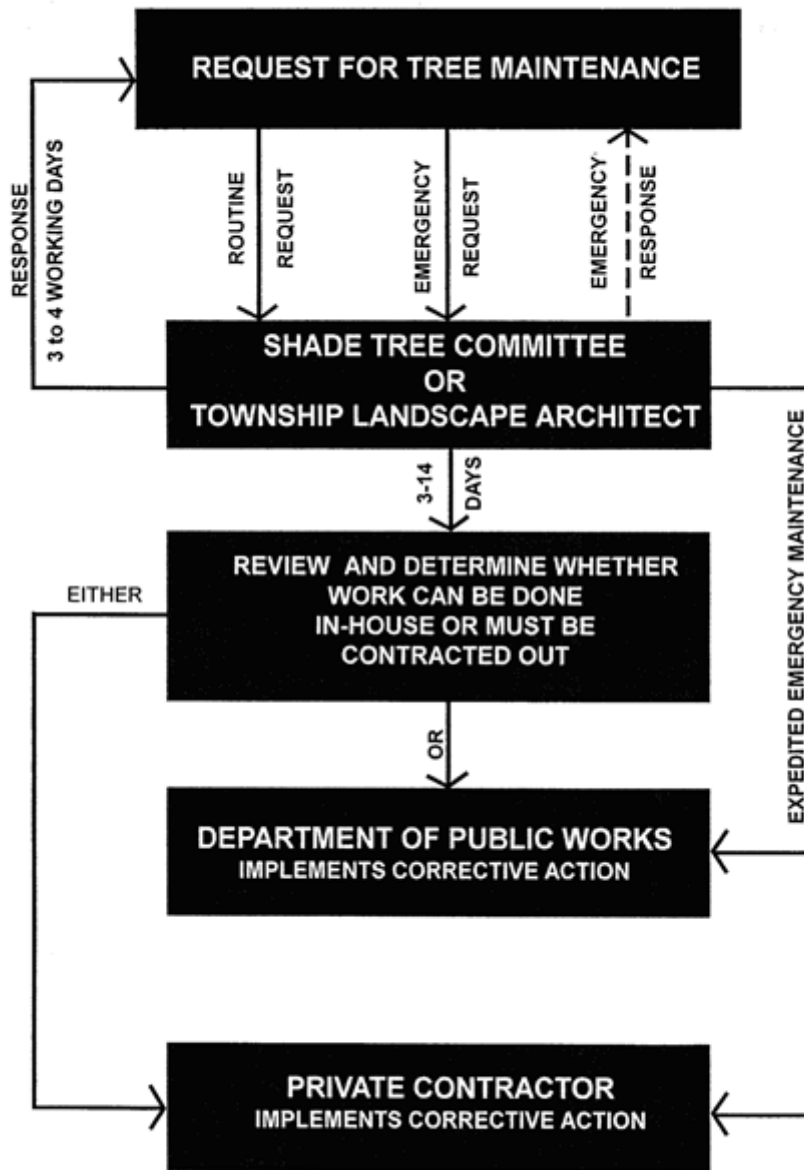 REQUEST FOR TREE MAINTENANCE
RESPONSE
3 to 4 WORKING DAYS
ROUTINE
REQUEST
EMERGENCY
REQUEST
EMERGENCY
RESPONSE
SHADE TREE COMMITTEE
OR
TOWNSHIP LANDSCAPE ARCHITECT
3-14
DAYS
EXPEDITED EMERGENCY MAINTENANCE
EITHER
REVIEW AND DETERMINE WHETHER
WORK CAN BE DONE
IN-HOUSE OR MUST BE
CONTRACTED OUT
OR
DEPARTMENT OF PUBLIC WORKS
IMPLEMENTS CORRECTIVE ACTION
PRIVATE CONTRACTOR
IMPLEMENTS CORRECTIVE ACTION